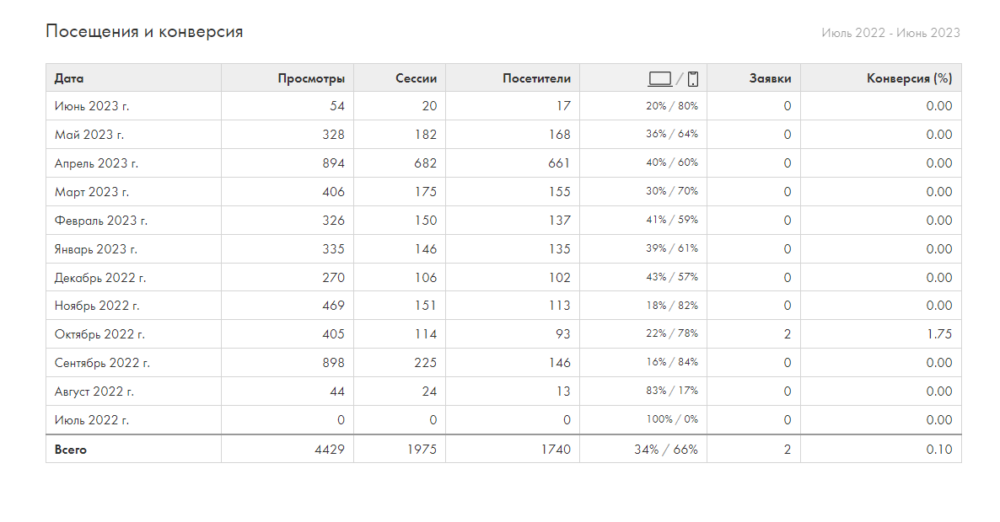 Посещения и конверсия
Июль 2022 - Июнь 2023
Дата Просмотры Сессии Посетители / Заявки Конверсия (%)
Июнь 2023 г. 54 20 17 20% / 80% 0 0.00
Май 2023 г. 328 182 168 36% / 64% 0 0.00
Апрель 2023 г. 894 682 661 40% / 60% 0 0.00
Март 2023 г. 406 175 155 30% / 70% 0 0.00
Февраль 2023 г. 326 150 137 41% / 59% 0 0.00
Январь 2023 г. 335 146 135 39% / 61% 0 0.00
Декабрь 2022 г. 270 106 102 43% / 57% 0 0.00
Ноябрь 2022 г. 469 151 113 18% / 82% 0 0.00
Октябрь 2022 г. 405 114 93 22% / 78% 2 1.75
Сентябрь 2022 г. 898 225 146 16% / 84% 0 0.00
Август 2022 г. 44 24 13 83% / 17% 0 0.00
Июль 2022 г. 0 0 0 100% / 0% 0 0.00
Всего 4429 1975 1740 34% / 66% 2 0.10